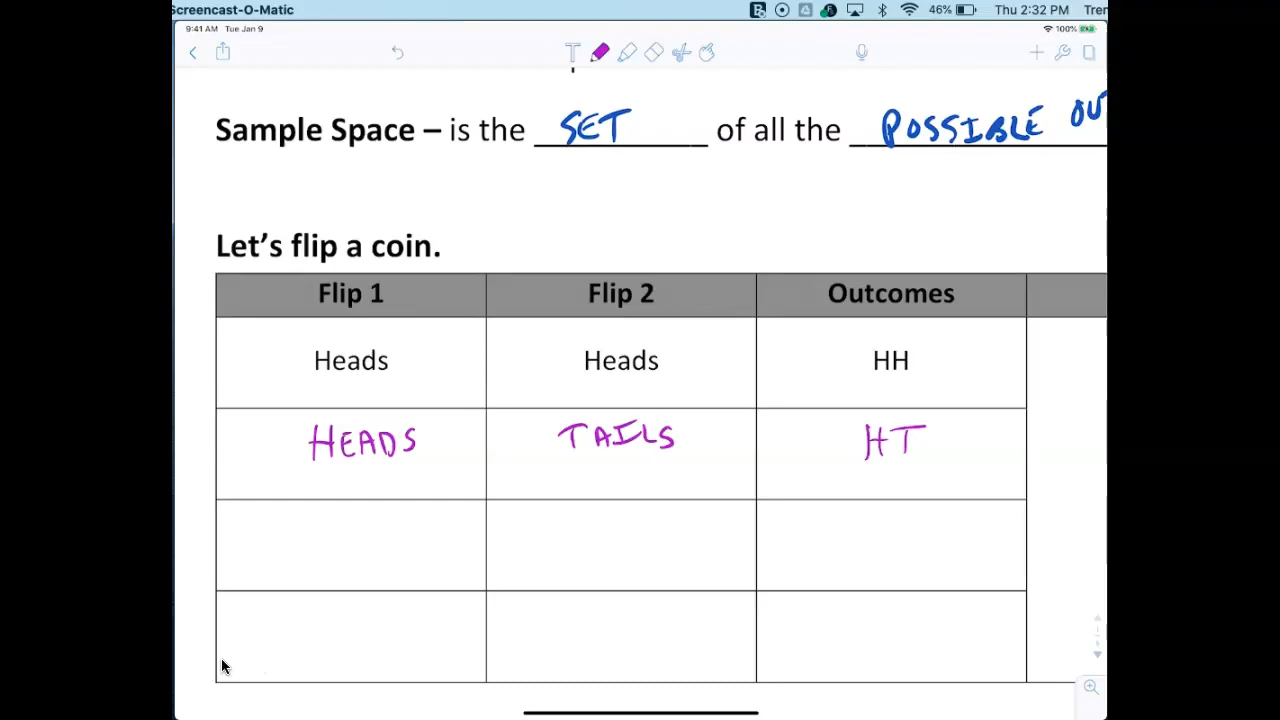 Screencast-O-Matic 46% Thu 2:32 PM Tren
9:41 AM Tue Jan 9 100%
Sample Space – is the SET of all the POSSIBLE OU
Let's flip a coin.
Flip 1 Flip 2 Outcomes
Heads Heads HH
HEADS TAILS HT